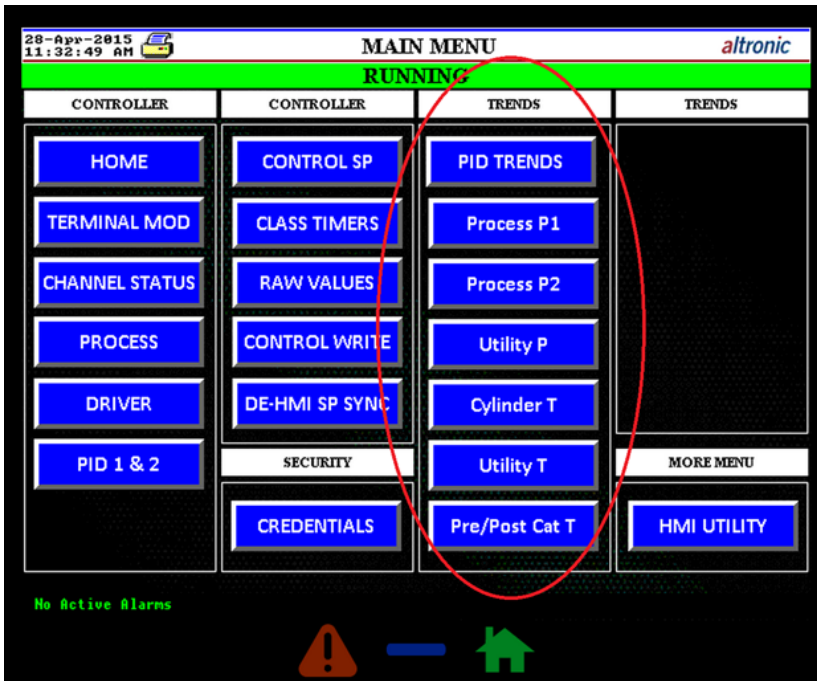 28-Apr-2015
11:32:49 AM
MAIN MENU
altronic
RUNNING
CONTROLLER
CONTROLLER
TRENDS
TRENDS
HOME
CONTROL SP
PID TRENDS
TERMINAL MOD
CLASS TIMERS
Process P1
CHANNEL STATUS
RAW VALUES
Process P2
PROCESS
CONTROL WRITE
Utility P
DRIVER
DE-HMI SP SYNC
Cylinder T
PID 1 & 2
SECURITY
Utility T
MORE MENU
CREDENTIALS
Pre/Post Cat T
HMI UTILITY
No Active Alarms